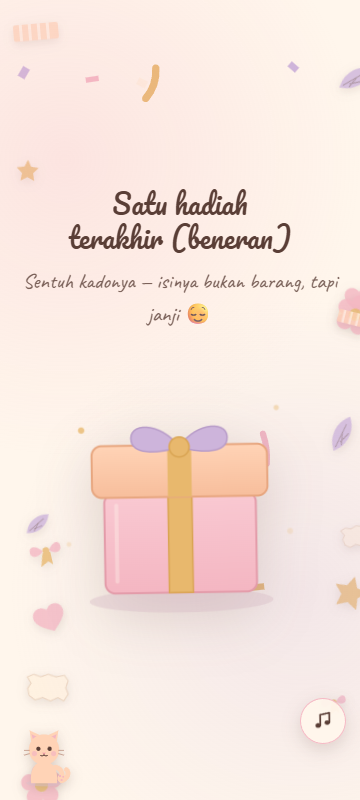 Satu hadiah
terakhir (beneran)
Sentuh kadonya — isinya bukan barang, tapi
janji 😌